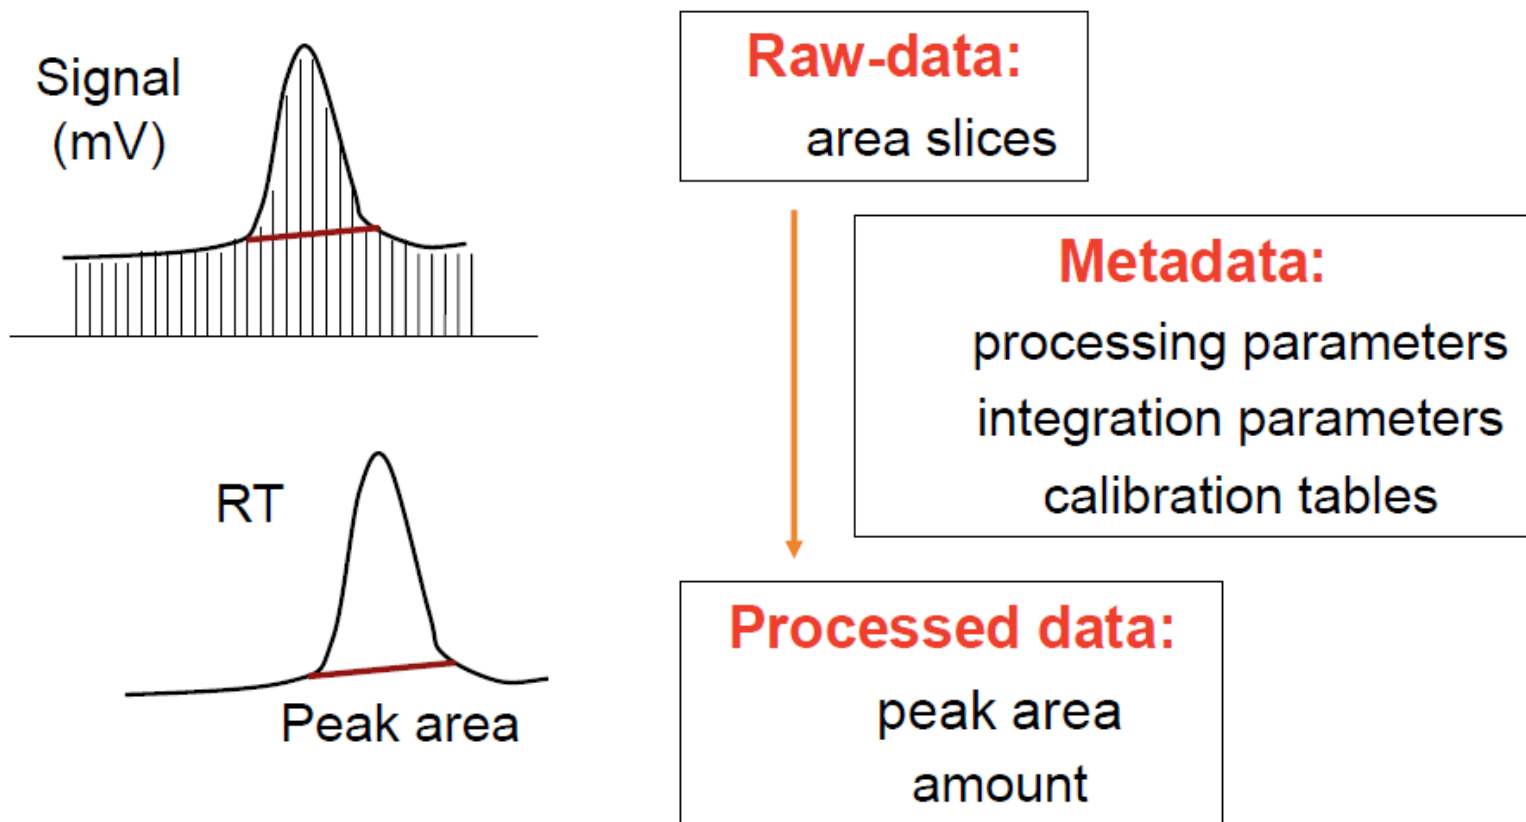 Signal
(mV)
Raw-data:
area slices
Metadata:
processing parameters
integration parameters
calibration tables
RT
Peak area
Processed data:
peak area
amount